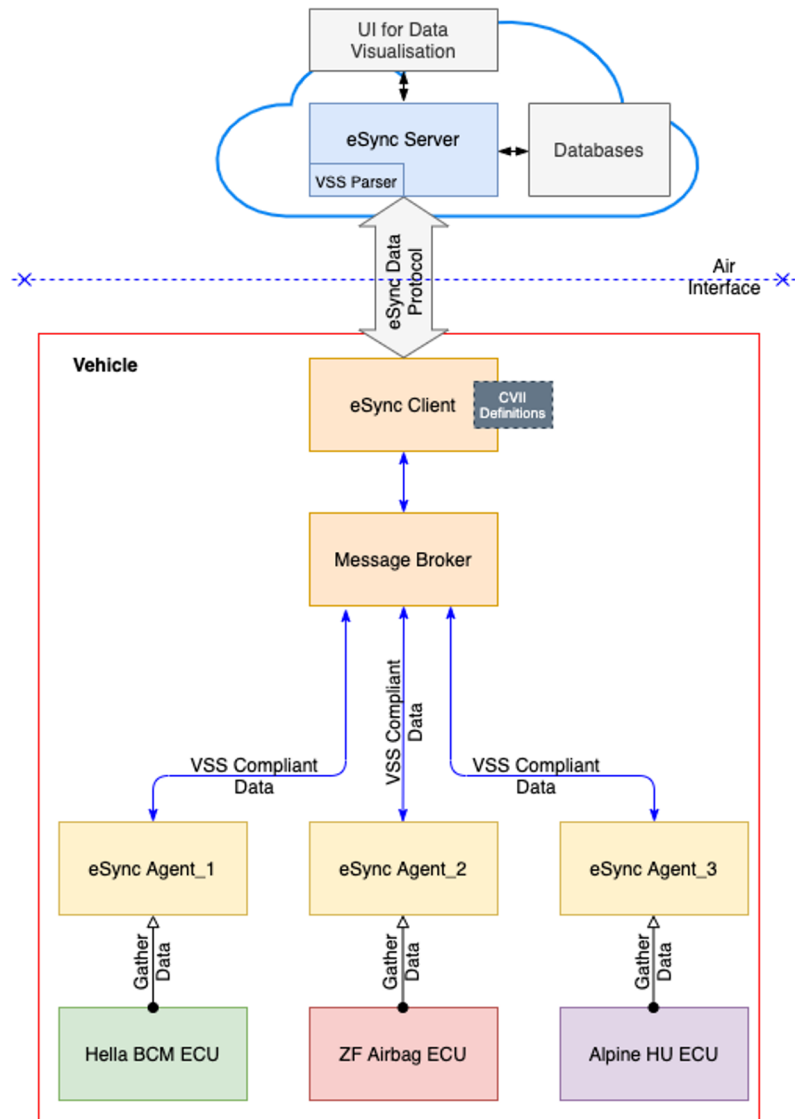 UI for Data
Visualisation
eSync Server
VSS Parser
Databases
eSync Data
Protocol
Air
Interface
Vehicle
eSync Client
CVII
Definitions
Message Broker
VSS Compliant
Data
VSS Compliant
Data
VSS Compliant
Data
eSync Agent_1
eSync Agent_2
eSync Agent_3
Gather
Data
Gather
Data
Gather
Data
Hella BCM ECU
ZF Airbag ECU
Alpine HU ECU